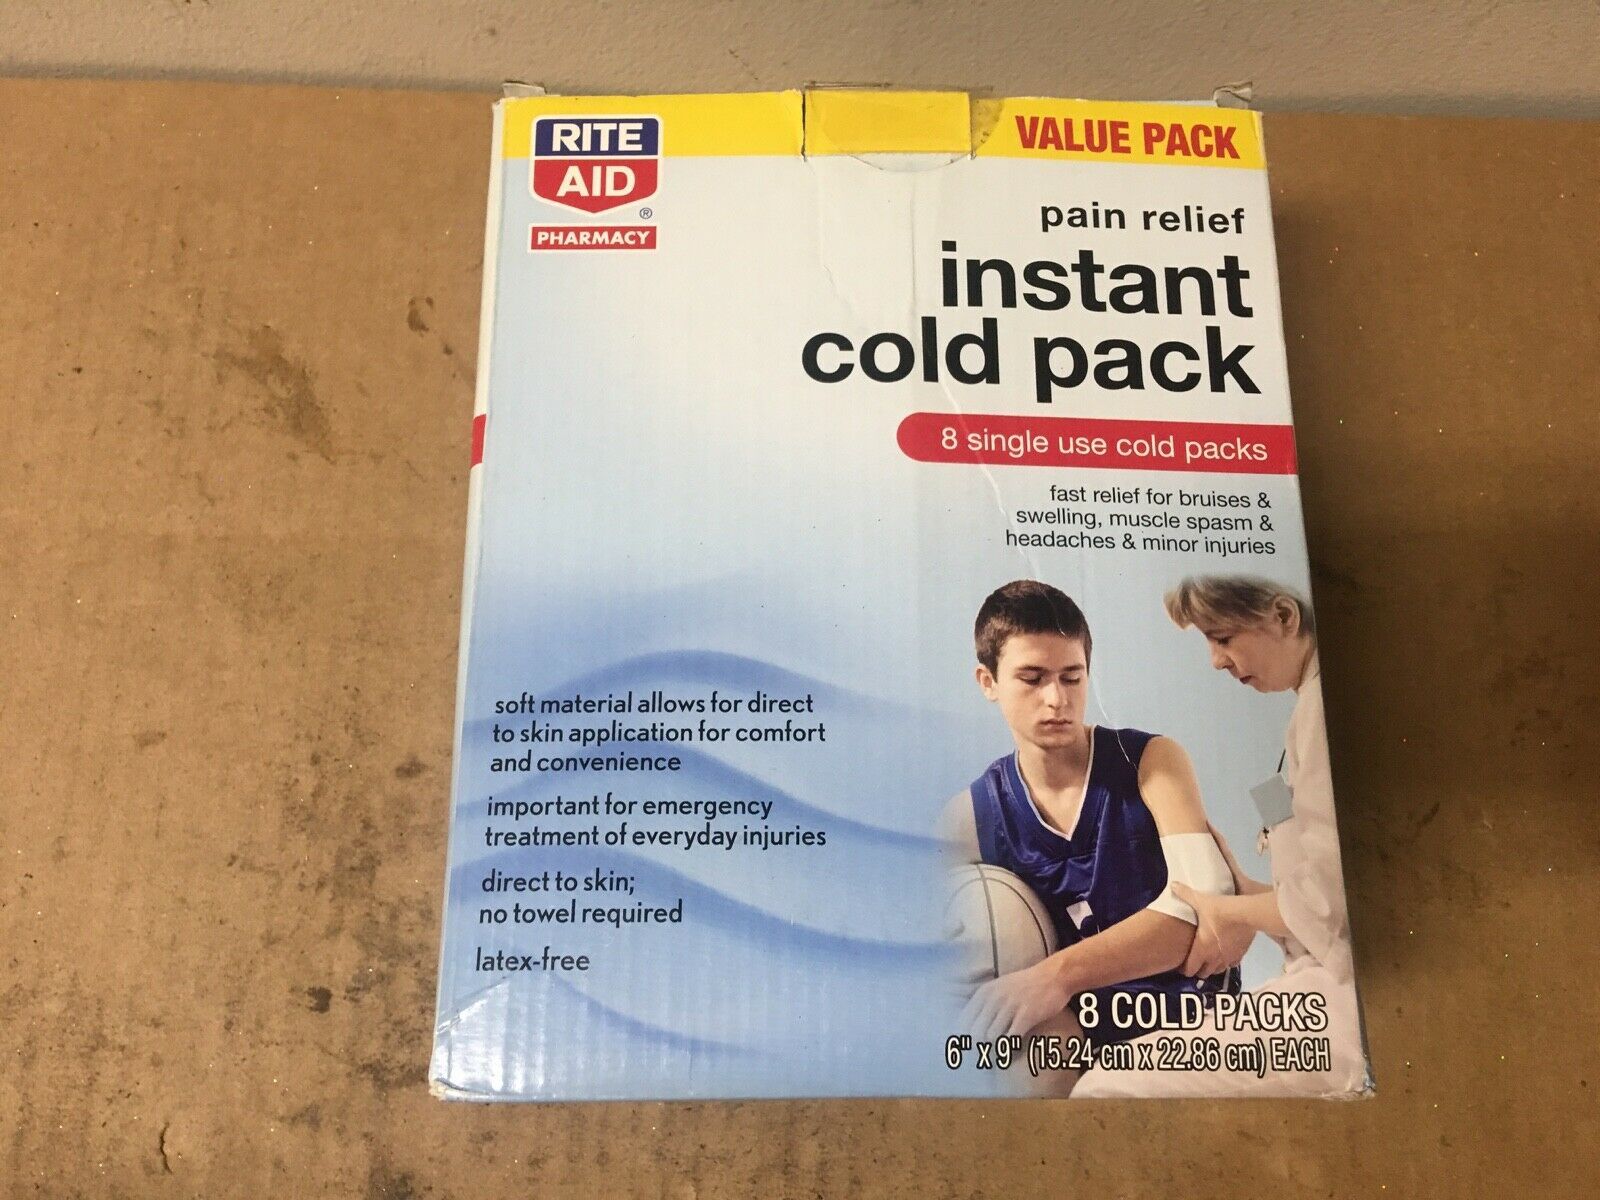 RITE
AID
®
PHARMACY
VALUE PACK
pain relief
instant
cold pack
8 single use cold packs
fast relief for bruises &
swelling, muscle spasm &
headaches & minor injuries
soft material allows for direct
to skin application for comfort
and convenience
important for emergency
treatment of everyday injuries
direct to skin;
no towel required
latex-free
8 COLD PACKS
6" x 9" (15.24 cm x 22.86 cm) EACH